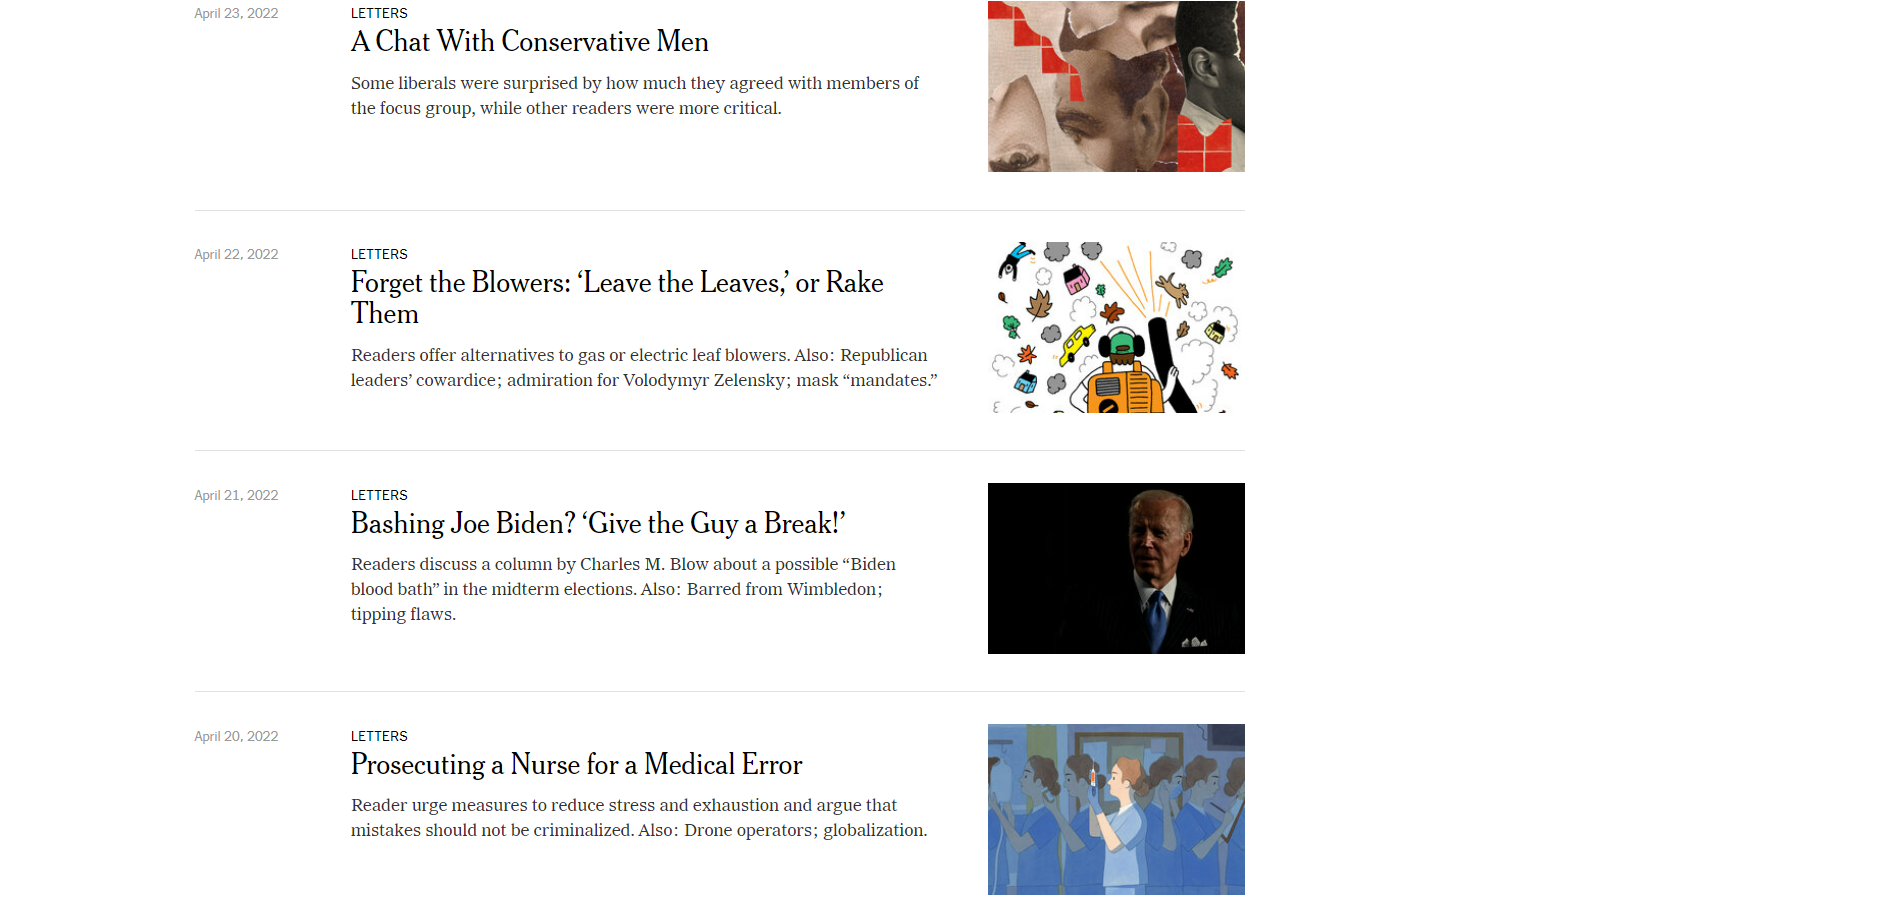 April 23, 2022
LETTERS
A Chat With Conservative Men
Some liberals were surprised by how much they agreed with members of
the focus group, while other readers were more critical.
April 22, 2022
LETTERS
Forget the Blowers: ‘Leave the Leaves,’ or Rake
Them
Readers offer alternatives to gas or electric leaf blowers. Also: Republican
leaders’ cowardice; admiration for Volodymyr Zelensky; mask “mandates.”
April 21, 2022
LETTERS
Bashing Joe Biden? ‘Give the Guy a Break!’
Readers discuss a column by Charles M. Blow about a possible “Biden
blood bath” in the midterm elections. Also: Barred from Wimbledon;
tipping flaws.
April 20, 2022
LETTERS
Prosecuting a Nurse for a Medical Error
Reader urge measures to reduce stress and exhaustion and argue that
mistakes should not be criminalized. Also: Drone operators; globalization.